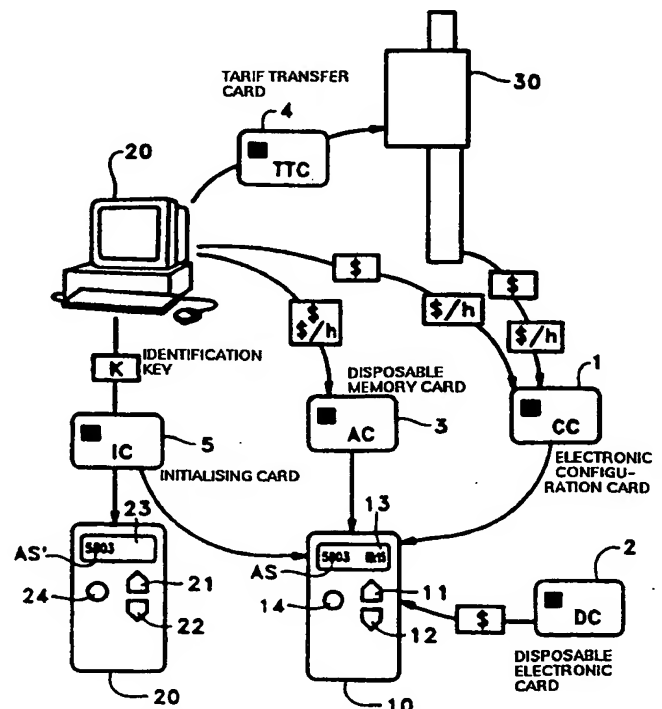 TARIF TRANSFER
CARD
30
4
TTC
20
$
$
$
$/h
$/h
$/h
K
IDENTIFICATION
KEY
DISPOSABLE
MEMORY CARD
1
IC
5
INITIALISING CARD
AC
3
CC
ELECTRONIC
CONFIGU-
RATION CARD
23
13
AS'
5803
5803
AS
24
21
22
14
11
12
2
$
DC
DISPOSABLE
ELECTRONIC
CARD
20
10